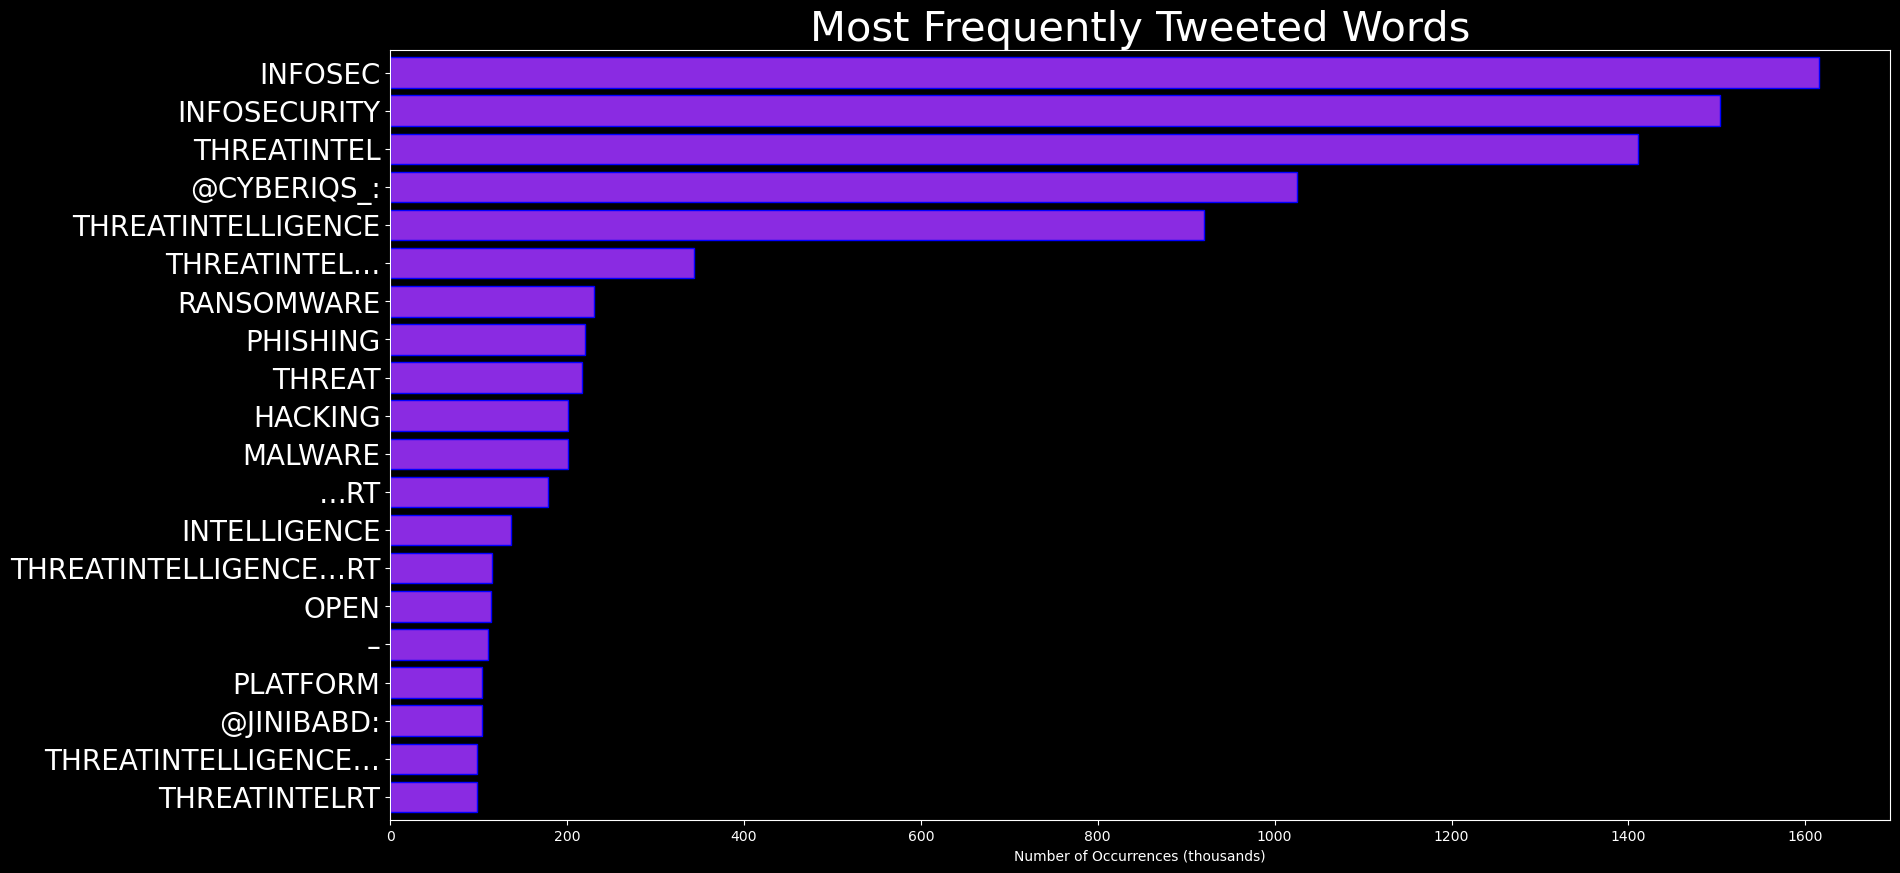 Most Frequently Tweeted Words
INFOSEC
INFOSECURITY
THREATINTEL
@CYBERIQS_:
THREATINTELLIGENCE
THREATINTEL…
RANSOMWARE
PHISHING
THREAT
HACKING
MALWARE
…RT
INTELLIGENCE
THREATINTELLIGENCE…RT
OPEN
–
PLATFORM
@JINIBABD:
THREATINTELLIGENCE…
THREATINTELRT
0 200 400 600 800 1000 1200 1400 1600
Number of Occurrences (thousands)